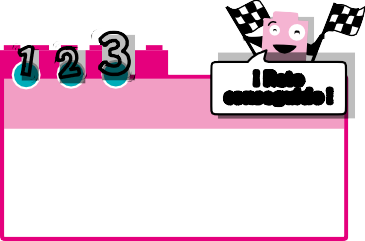 1 2 3
¡ Reto
conseguido !